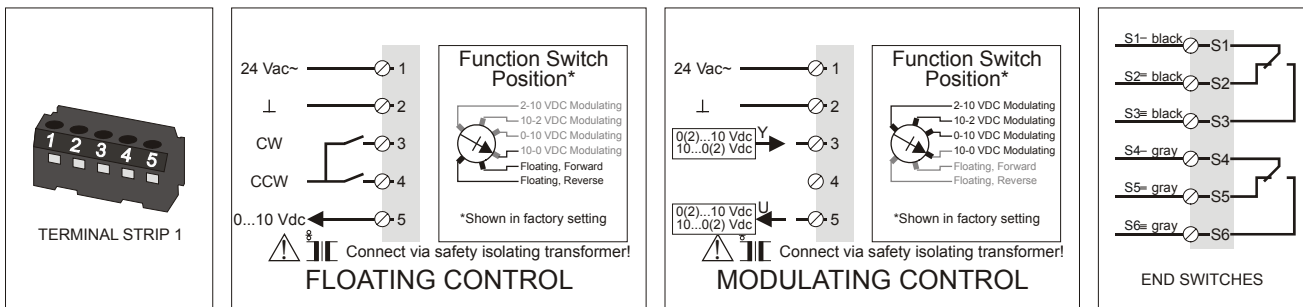 1 2 3 4 5
TERMINAL STRIP 1
24 Vac~ 1
⊥ 2
CW 3
CCW 4
0...10 Vdc 5
Function Switch
Position*
2-10 VDC Modulating
10-2 VDC Modulating
0-10 VDC Modulating
10-0 VDC Modulating
Floating, Forward
Floating, Reverse
*Shown in factory setting
Connect via safety isolating transformer!
FLOATING CONTROL
24 Vac~ 1
⊥ 2
0(2)...10 Vdc Y
10...0(2) Vdc 3
4
0(2)...10 Vdc U
10...0(2) Vdc 5
Function Switch
Position*
2-10 VDC Modulating
10-2 VDC Modulating
0-10 VDC Modulating
10-0 VDC Modulating
Floating, Forward
Floating, Reverse
*Shown in factory setting
Connect via safety isolating transformer!
MODULATING CONTROL
S1– black S1
S2= black S2
S3≡ black S3
S4– gray S4
S5= gray S5
S6≡ gray S6
END SWITCHES